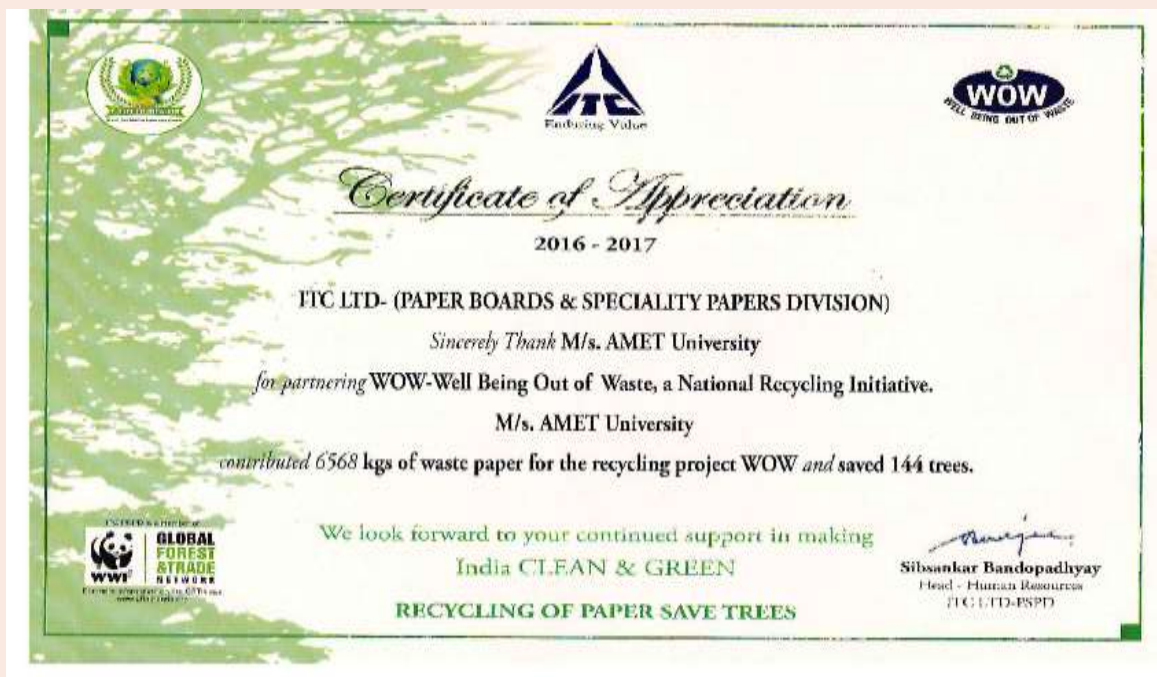 ITC
Enduring Value
WOW
WELL BEING OUT OF WASTE
Certificate of Appreciation
2016 - 2017
ITC LTD- (PAPER BOARDS & SPECIALITY PAPERS DIVISION)
Sincerely Thank M/s. AMET University
for partnering WOW-Well Being Out of Waste, a National Recycling Initiative.
M/s. AMET University
contributed 6568 kgs of waste paper for the recycling project WOW and saved 144 trees.
We look forward to your continued support in making
India CLEAN & GREEN
RECYCLING OF PAPER SAVE TREES
WWF
GLOBAL
FOREST
&TRADE
NETWORK
Sibsankar Bandopadhyay
Head - Human Resources
ITC LTD-PSPD